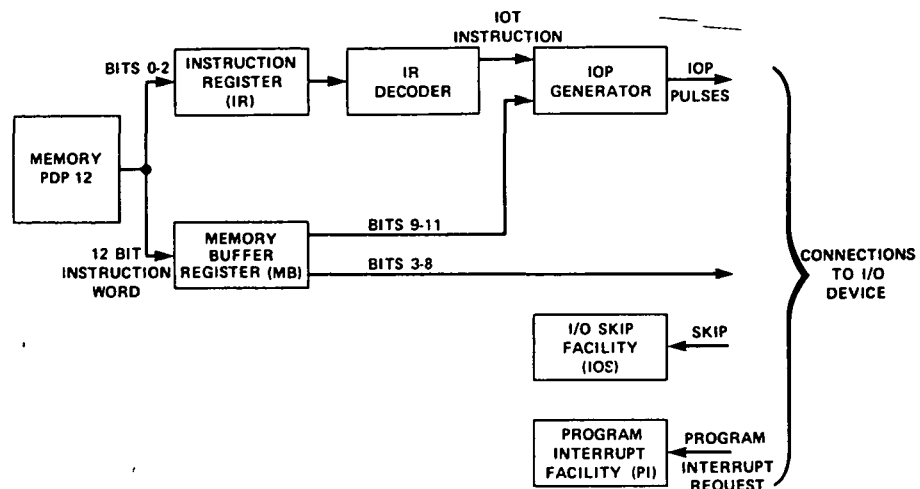 IOT
INSTRUCTION
BITS 0-2
INSTRUCTION
REGISTER
(IR)
IR
DECODER
IOP
GENERATOR
IOP
PULSES
MEMORY
PDP 12
12 BIT
INSTRUCTION
WORD
MEMORY
BUFFER
REGISTER (MB)
BITS 9-11
BITS 3-8
CONNECTIONS
TO I/O
DEVICE
I/O SKIP
FACILITY
(IOS)
SKIP
PROGRAM
INTERRUPT
FACILITY (PI)
PROGRAM
INTERRUPT
REQUEST